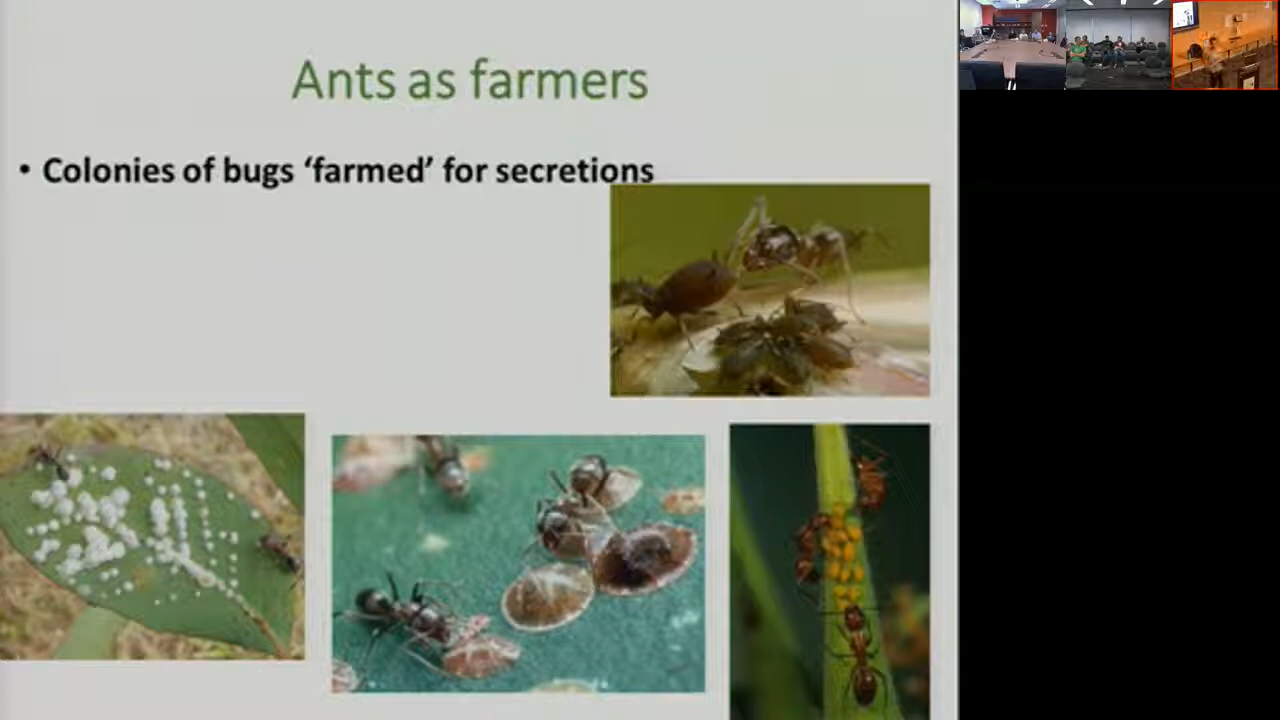 Ants as farmers
• Colonies of bugs ‘farmed’ for secretions